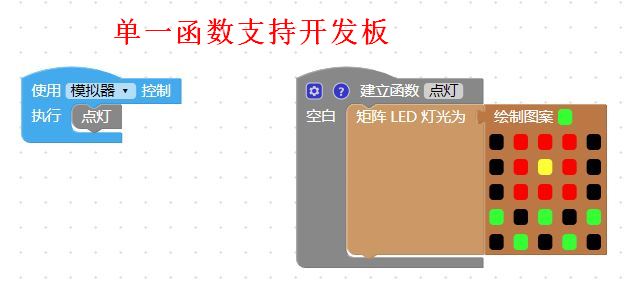 单一函数支持开发板
使用 模拟器 控制
执行 点灯
? 建立函数 点灯
空白 矩阵 LED 灯光为 绘制图案